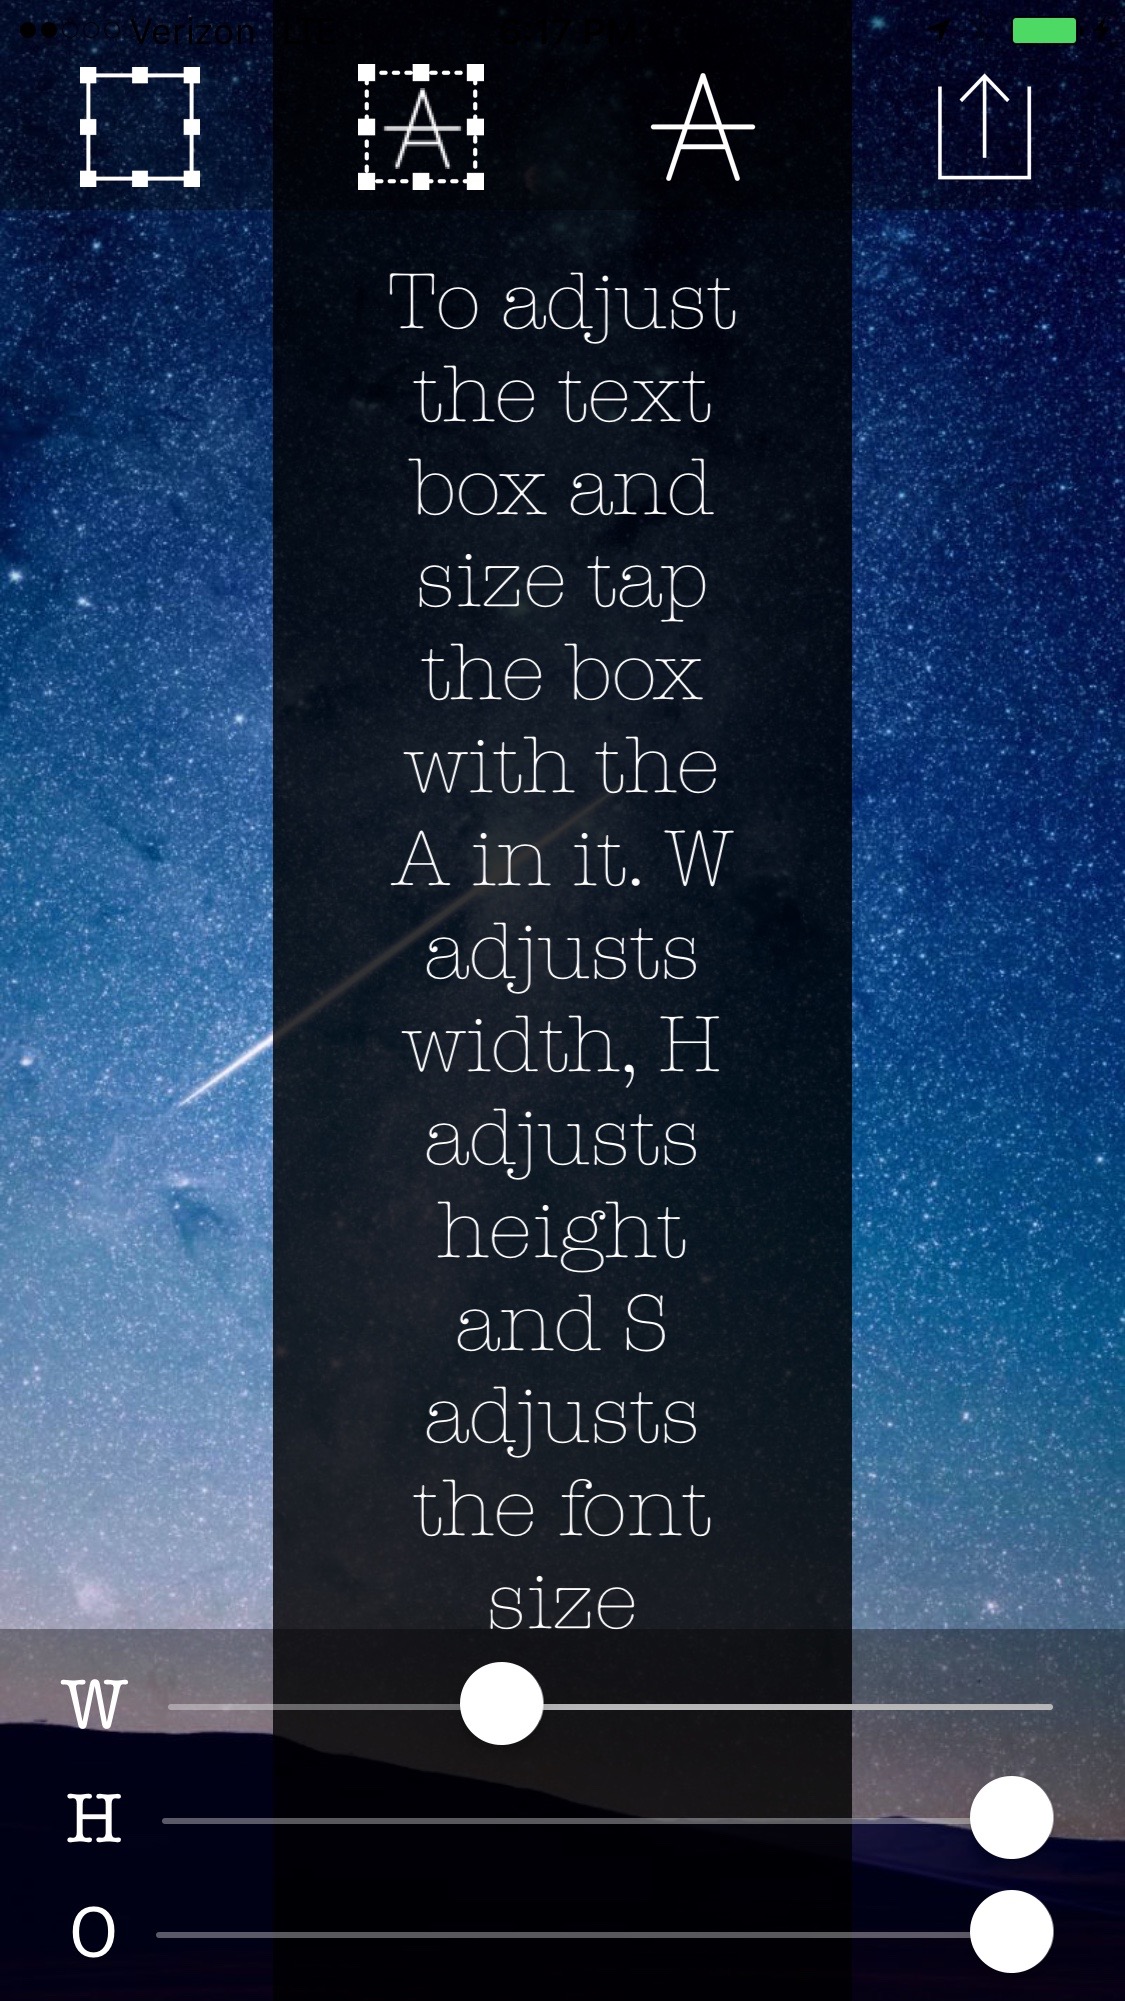 Verizon
A
A
To adjust
the text
box and
size tap
the box
with the
A in it. W
adjusts
width, H
adjusts
height
and S
adjusts
the font
size
W
H
O